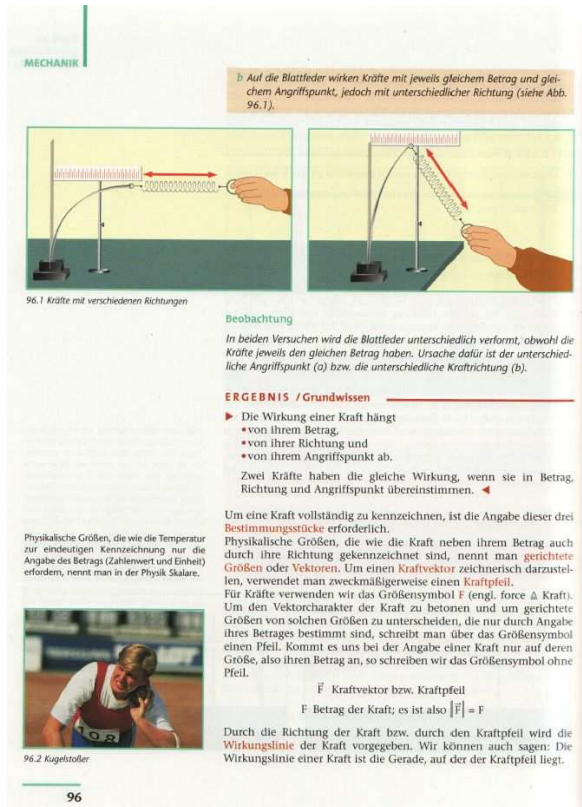 MECHANIK
b Auf die Blattfeder wirken Kräfte mit jeweils gleichem Betrag und glei-
chem Angriffspunkt, jedoch mit unterschiedlicher Richtung (siehe Abb.
96.1).
96.1 Kräfte mit verschiedenen Richtungen
Beobachtung
In beiden Versuchen wird die Blattfeder unterschiedlich verformt, obwohl die
Kräfte jeweils den gleichen Betrag haben. Ursache dafür ist der unterschied-
liche Angriffspunkt (a) bzw. die unterschiedliche Kraftrichtung (b).
ERGEBNIS / Grundwissen
▶ Die Wirkung einer Kraft hängt
• von ihrem Betrag,
• von ihrer Richtung und
• von ihrem Angriffspunkt ab.
Zwei Kräfte haben die gleiche Wirkung, wenn sie in Betrag,
Richtung und Angriffspunkt übereinstimmen. ◀
Um eine Kraft vollständig zu kennzeichnen, ist die Angabe dieser drei
Bestimmungsstücke erforderlich.
Physikalische Größen, die wie die Kraft neben ihrem Betrag auch
durch ihre Richtung gekennzeichnet sind, nennt man gerichtete
Größen oder Vektoren. Um einen Kraftvektor zeichnerisch darzustel-
len, verwendet man zweckmäßigerweise einen Kraftpfeil.
Für Kräfte verwenden wir das Größensymbol F (engl. force ≙ Kraft).
Um den Vektorcharakter der Kraft zu betonen und um gerichtete
Größen von solchen Größen zu unterscheiden, die nur durch Angabe
ihres Betrages bestimmt sind, schreibt man über das Größensymbol
einen Pfeil. Kommt es uns bei der Angabe einer Kraft nur auf deren
Größe, also ihren Betrag an, so schreiben wir das Größensymbol ohne
Pfeil.
F⃗ Kraftvektor bzw. Kraftpfeil
F Betrag der Kraft; es ist also |F⃗| = F
Durch die Richtung der Kraft bzw. durch den Kraftpfeil wird die
Wirkungslinie der Kraft vorgegeben. Wir können auch sagen: Die
Wirkungslinie einer Kraft ist die Gerade, auf der der Kraftpfeil liegt.
Physikalische Größen, die wie die Temperatur
zur eindeutigen Kennzeichnung nur die
Angabe des Betrags (Zahlenwert und Einheit)
erfordern, nennt man in der Physik Skalare.
108
96.2 Kugelstoßer
96